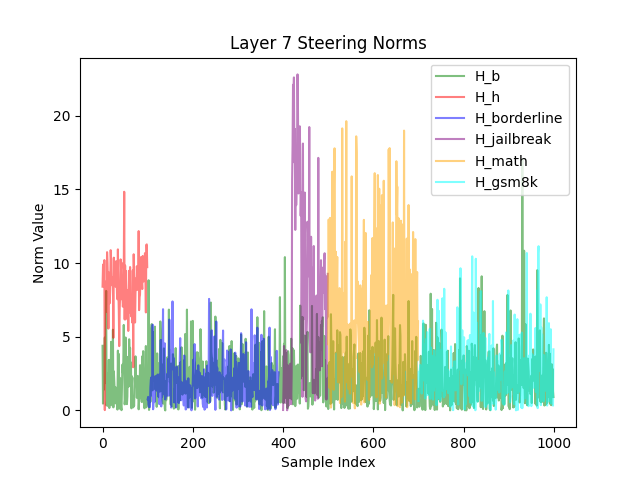 Layer 7 Steering Norms
H_b
H_h
H_borderline
H_jailbreak
H_math
H_gsm8k
Norm Value
20
15
10
5
0
0
200
400
600
800
1000
Sample Index